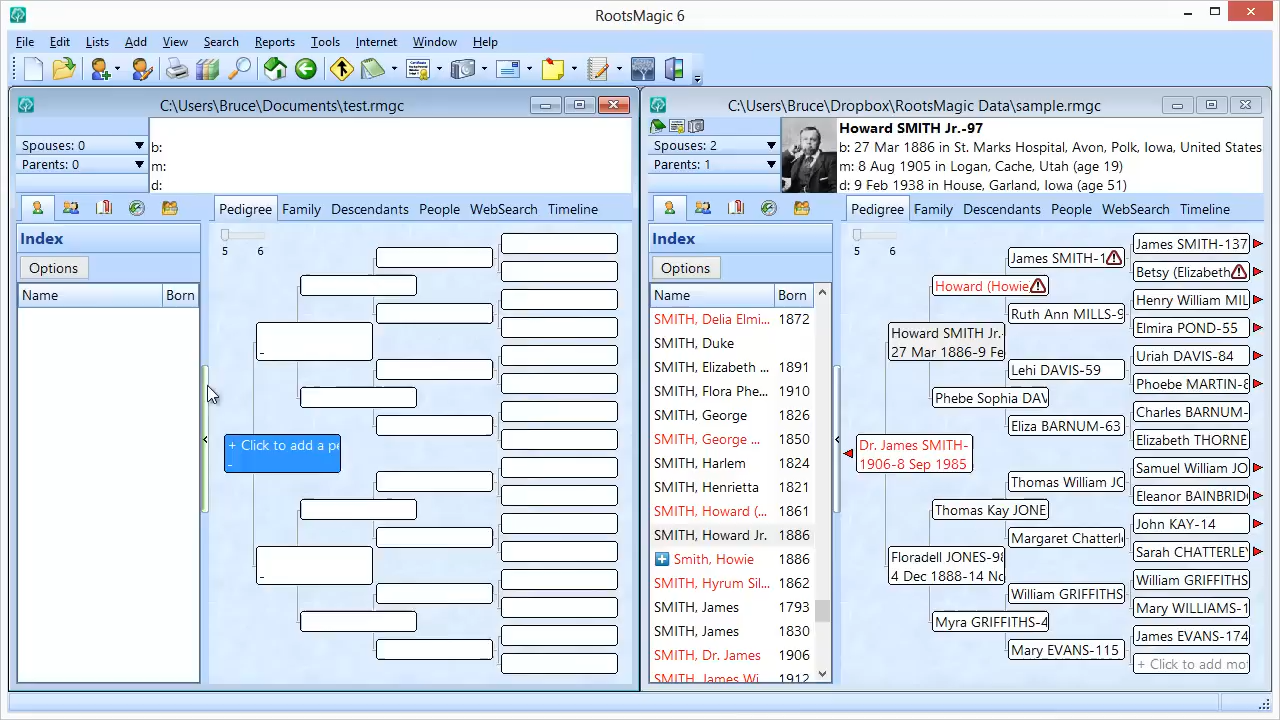 RootsMagic 6
File Edit Lists Add View Search Reports Tools Internet Window Help
C:\Users\Bruce\Documents\test.rmgc
Spouses: 0
Parents: 0
b:
m:
d:
Pedigree Family Descendants People WebSearch Timeline
Index
Options
Name Born
5 6
-
+ Click to add a pe
-
-
C:\Users\Bruce\Dropbox\RootsMagic Data\sample.rmgc
Spouses: 2
Parents: 1
Howard SMITH Jr.-97
b: 27 Mar 1886 in St. Marks Hospital, Avon, Polk, Iowa, United States
m: 8 Aug 1905 in Logan, Cache, Utah (age 19)
d: 9 Feb 1938 in House, Garland, Iowa (age 51)
Pedigree Family Descendants People WebSearch Timeline
Index
Options
Name Born
SMITH, Delia Elmi... 1872
SMITH, Duke
SMITH, Elizabeth ... 1891
SMITH, Flora Phe... 1910
SMITH, George 1826
SMITH, George ... 1850
SMITH, Harlem 1824
SMITH, Henrietta 1821
SMITH, Howard (... 1861
SMITH, Howard Jr. 1886
Smith, Howie 1886
SMITH, Hyrum Sil... 1862
SMITH, James 1793
SMITH, James 1830
SMITH, Dr. James 1906
SMITH, James Wi... 1912
5 6
Dr. James SMITH-
1906-8 Sep 1985
Howard SMITH Jr.-
27 Mar 1886-9 Fe
Floradell JONES-98
4 Dec 1888-14 No
Howard (Howie
Phebe Sophia DAV
Thomas Kay JONE
Myra GRIFFITHS-4
James SMITH-1
Ruth Ann MILLS-9
Lehi DAVIS-59
Eliza BARNUM-63
Thomas William JO
Margaret Chatterl
William GRIFFITHS
Mary EVANS-115
James SMITH-137
Betsy (Elizabeth
Henry William MIL
Elmira POND-55
Uriah DAVIS-84
Phoebe MARTIN-8
Charles BARNUM-
Elizabeth THORNE
Samuel William JO
Eleanor BAINBRID
John KAY-14
Sarah CHATTERLEY
William GRIFFITHS
Mary WILLIAMS-1
James EVANS-174
+ Click to add mo